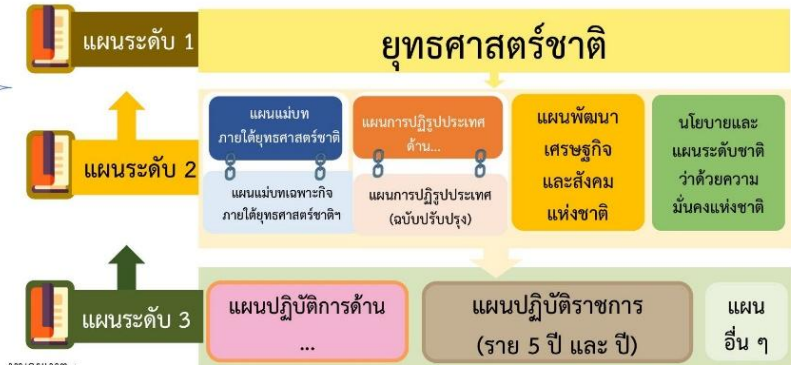 แผนระดับ 1
ยุทธศาสตร์ชาติ
แผนระดับ 2
แผนแม่บท
ภายใต้ยุทธศาสตร์ชาติ
แผนแม่บทเฉพาะกิจ
ภายใต้ยุทธศาสตร์ชาติฯ
แผนการปฏิรูปประเทศ
ด้าน...
แผนการปฏิรูปประเทศ
(ฉบับปรับปรุง)
แผนพัฒนา
เศรษฐกิจ
และสังคม
แห่งชาติ
นโยบายและ
แผนระดับชาติ
ว่าด้วยความ
มั่นคงแห่งชาติ
แผนระดับ 3
แผนปฏิบัติการด้าน
...
แผนปฏิบัติราชการ
(ราย 5 ปี และ ปี)
แผน
อื่น ๆ